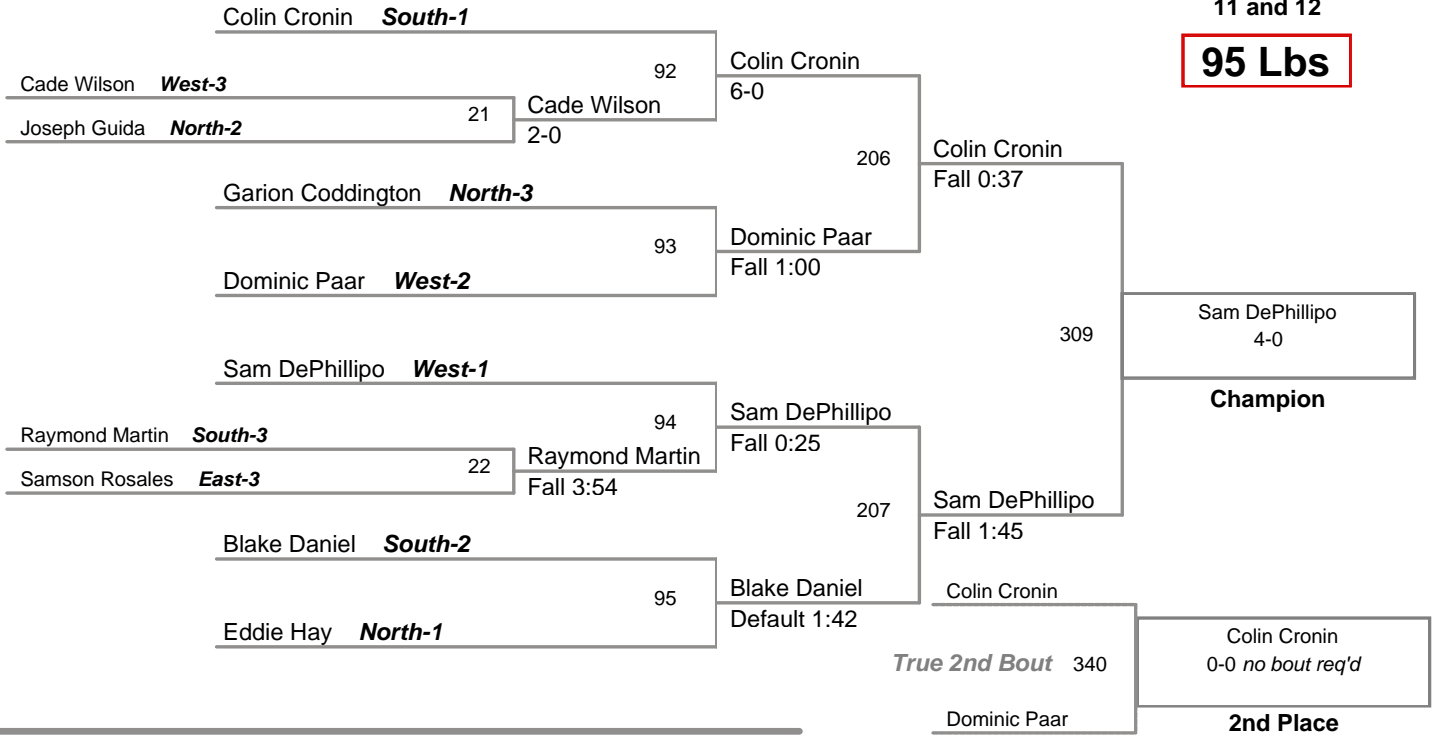 11 and 12
95 Lbs
Colin Cronin South-1
92
Colin Cronin
6-0
Cade Wilson West-3
21
Cade Wilson
2-0
Joseph Guida North-2
206
Colin Cronin
Fall 0:37
Garion Coddington North-3
93
Dominic Paar
Fall 1:00
Dominic Paar West-2
309
Sam DePhillipo
4-0
Champion
Sam DePhillipo West-1
94
Sam DePhillipo
Fall 0:25
Raymond Martin South-3
22
Raymond Martin
Fall 3:54
Samson Rosales East-3
207
Sam DePhillipo
Fall 1:45
Blake Daniel South-2
95
Blake Daniel
Default 1:42
Eddie Hay North-1
Colin Cronin
True 2nd Bout 340
Colin Cronin
0-0 no bout req'd
Dominic Paar
2nd Place